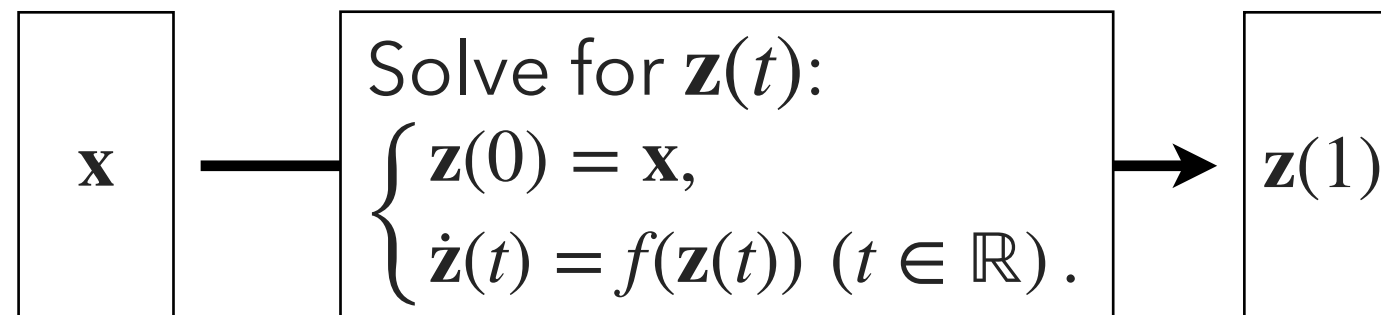 x
Solve for z(t):
z(0) = x,
ż(t) = f(z(t)) (t ∈ ℝ).
z(1)